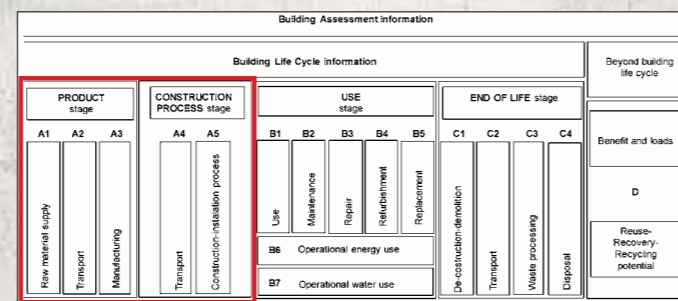 Building Assessment information
Building Life Cycle information
Beyond building
life cycle
PRODUCT
stage
CONSTRUCTION
PROCESS stage
USE
stage
END OF LIFE stage
A1 A2 A3 A4 A5 B1 B2 B3 B4 B5 C1 C2 C3 C4
Benefit and loads
D
Reuse-
Recovery-
Recycling
potential
Raw material supply
Transport
Manufacturing
Transport
Construction-instalation process
Use
Maintenance
Repair
Refurbishment
Replacement
B6 Operational energy use
B7 Operational water use
De-costruction-demolition
Transport
Waste processing
Disposal